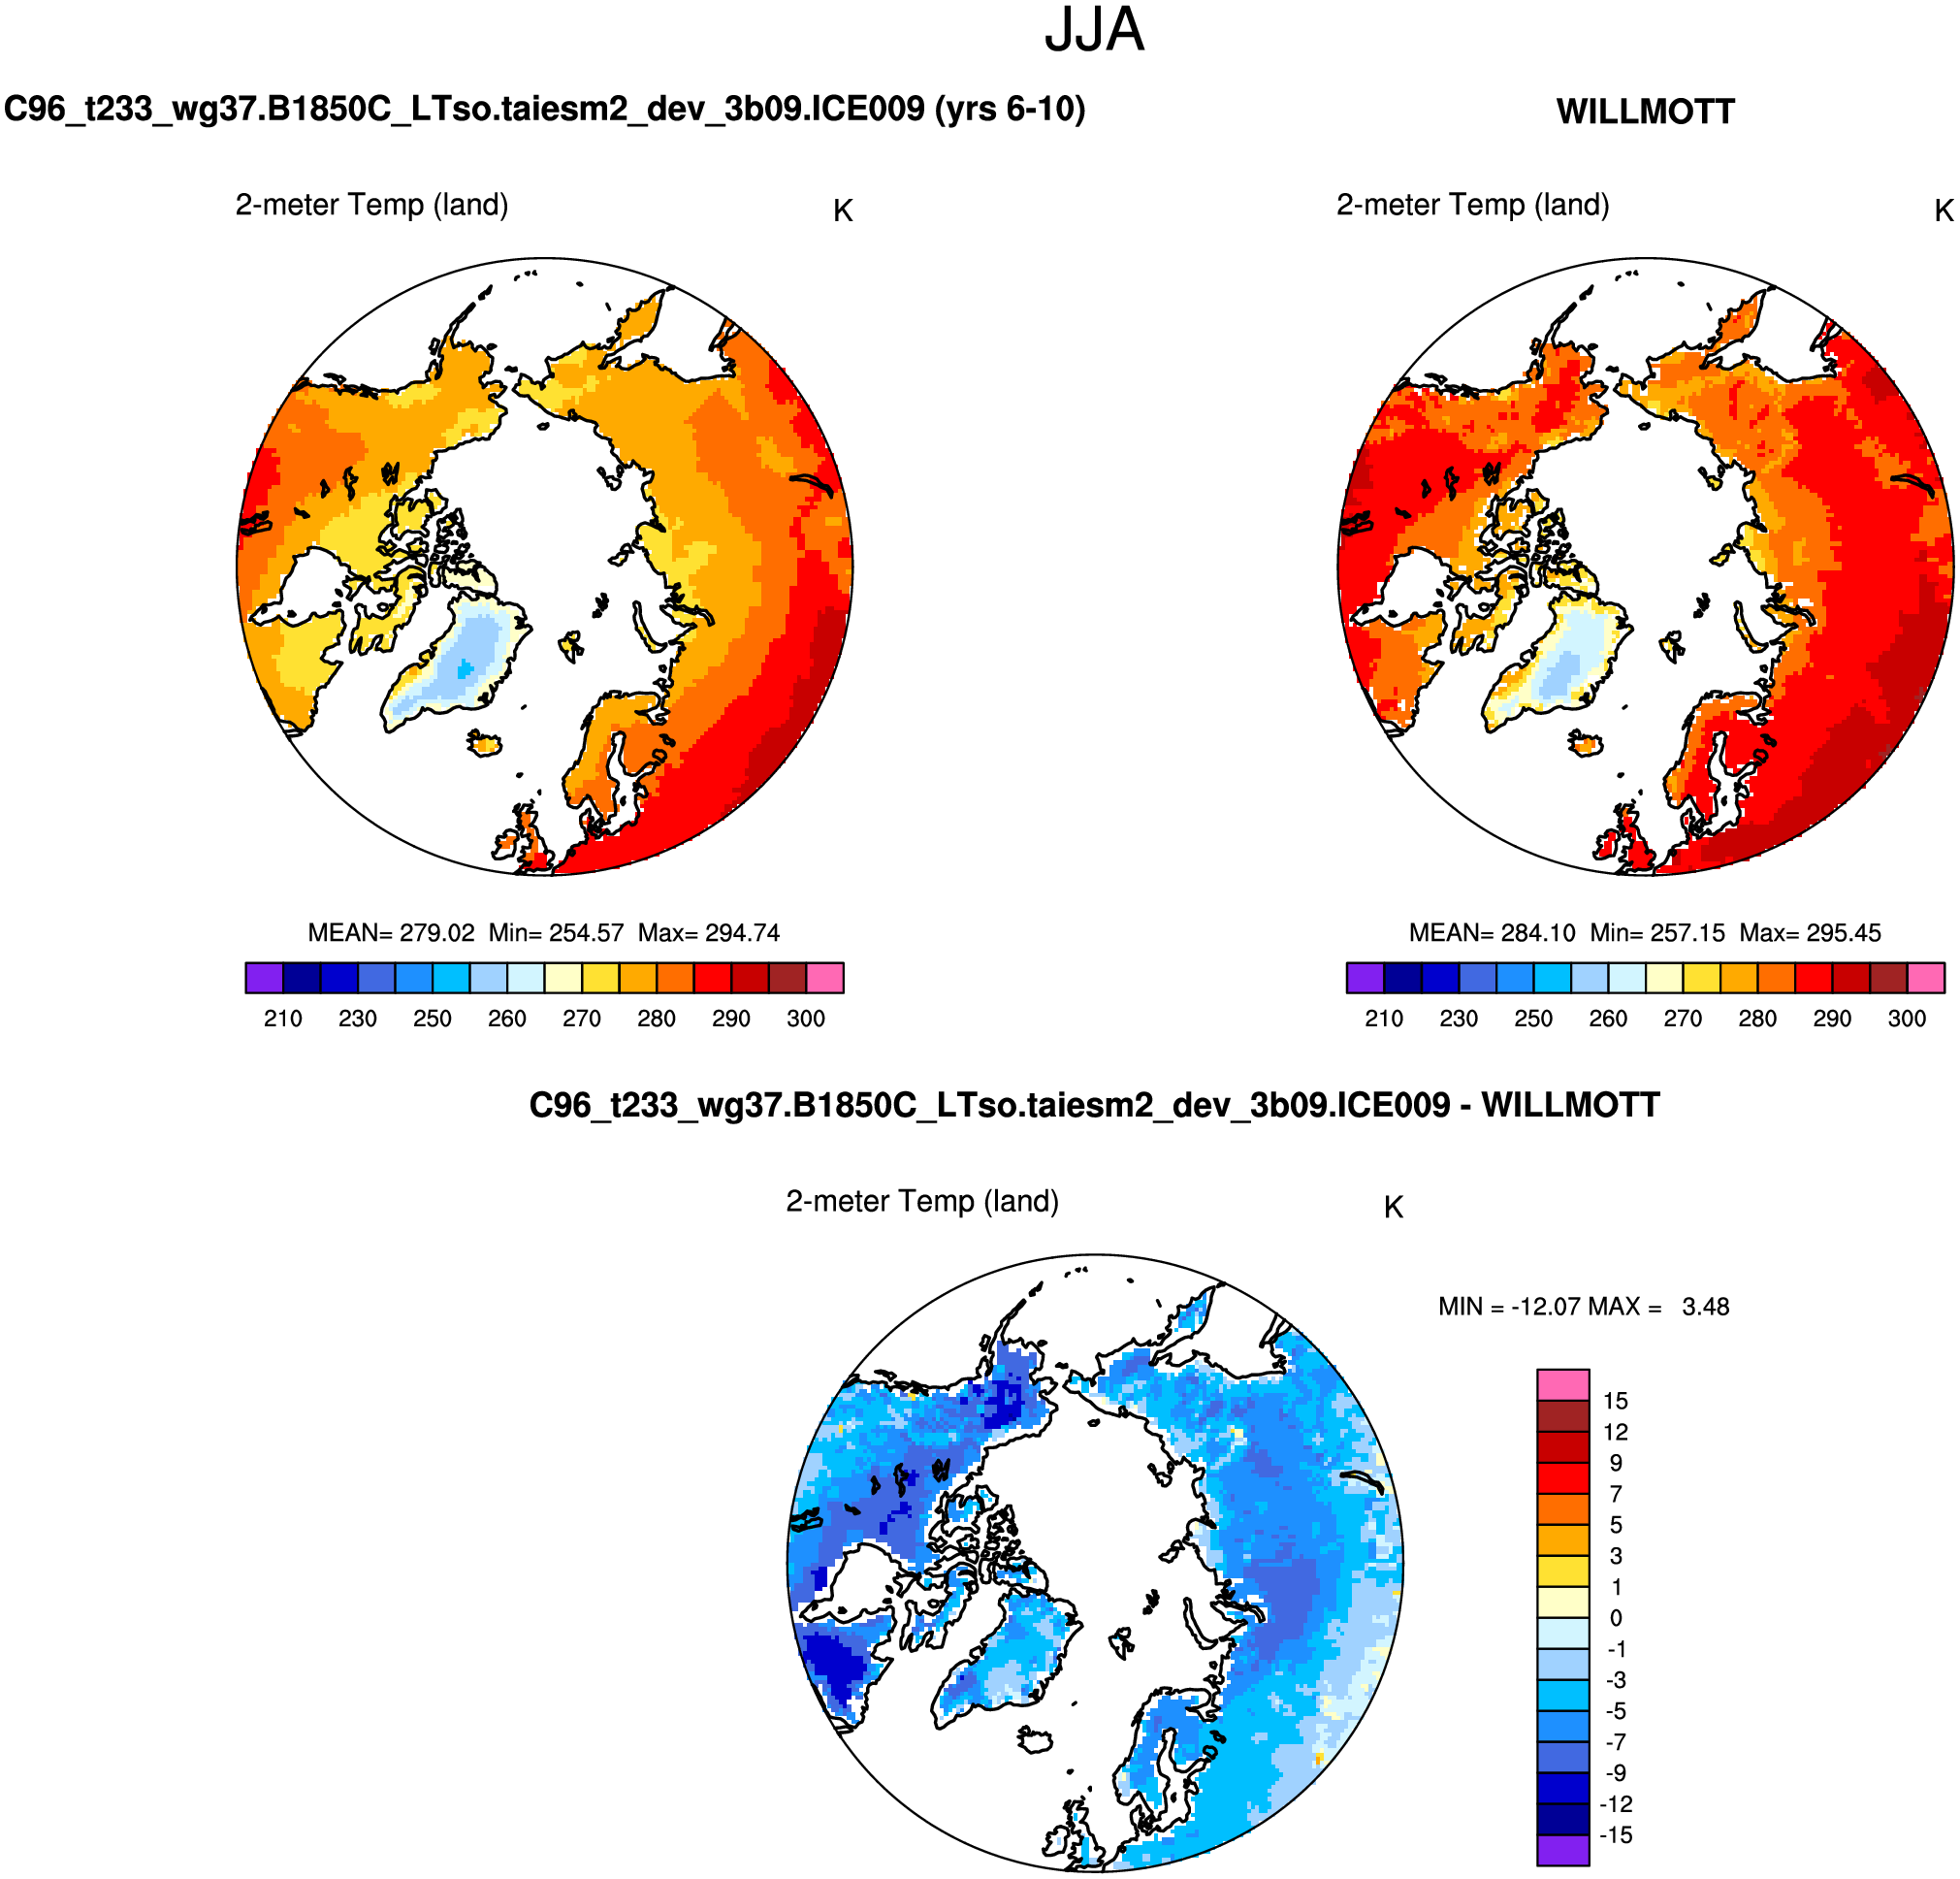 JJA
C96_t233_wg37.B1850C_LTso.taiesm2_dev_3b09.ICE009 (yrs 6-10)
WILLMOTT
2-meter Temp (land) K
2-meter Temp (land) K
MEAN= 279.02 Min= 254.57 Max= 294.74
MEAN= 284.10 Min= 257.15 Max= 295.45
210 230 250 260 270 280 290 300
210 230 250 260 270 280 290 300
C96_t233_wg37.B1850C_LTso.taiesm2_dev_3b09.ICE009 - WILLMOTT
2-meter Temp (land) K
MIN = -12.07 MAX = 3.48
15
12
9
7
5
3
1
0
-1
-3
-5
-7
-9
-12
-15